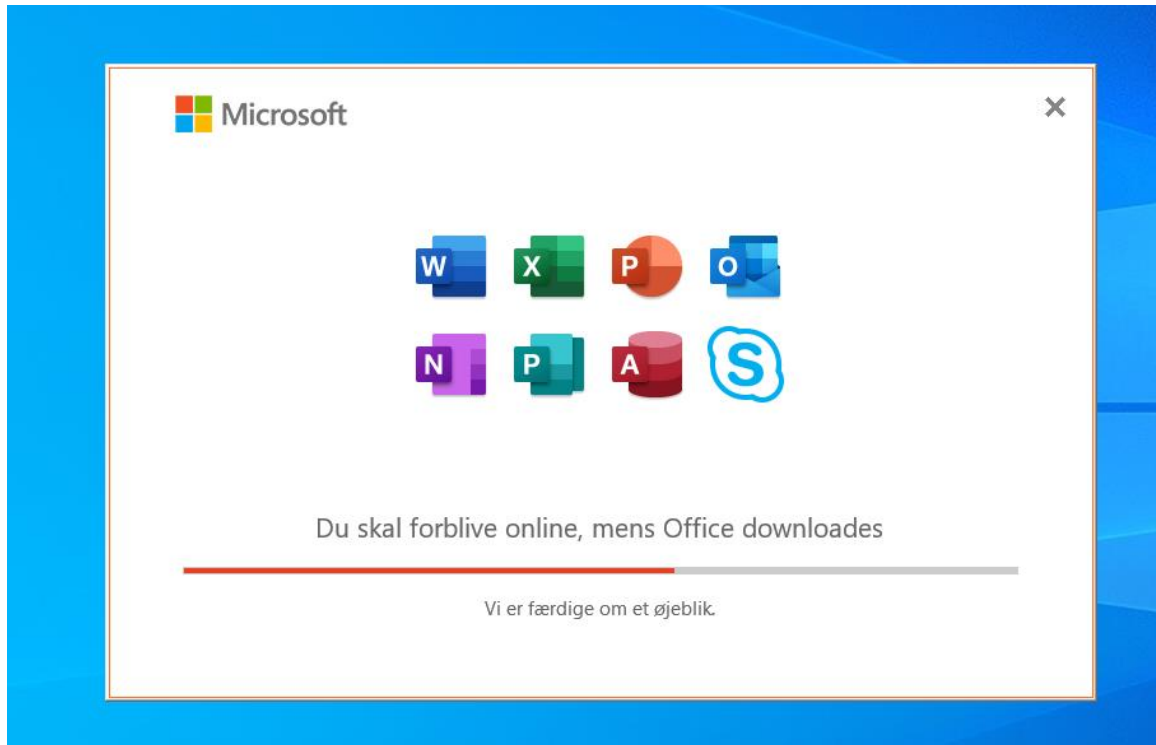 Microsoft
W X P O
N P A S
Du skal forblive online, mens Office downloades
Vi er færdige om et øjeblik.